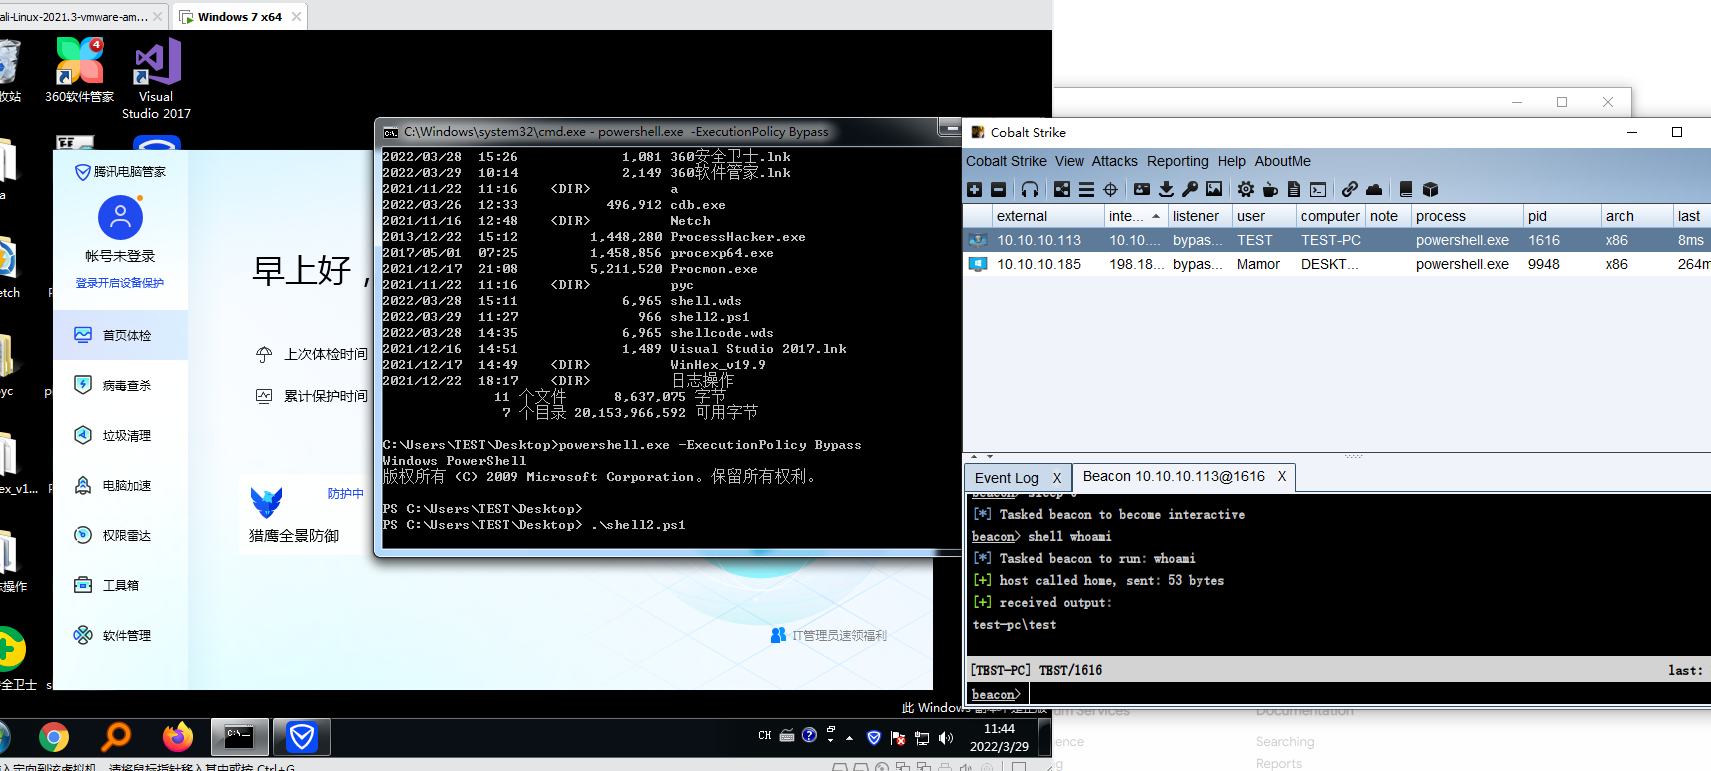 ali-Linux-2021.3-vmware-am...
Windows 7 x64
收站
360软件管家
4
Visual
Studio 2017
a
etch
yc
ex_v1...
志操作
全卫士
腾讯电脑管家
帐号未登录
登录开启设备保护
首页体检
病毒查杀
垃圾清理
电脑加速
权限雷达
工具箱
软件管理
早上好，
上次体检时间
累计保护时间
防护中
猎鹰全景防御
IT管理员速领福利
C:\Windows\system32\cmd.exe - powershell.exe -ExecutionPolicy Bypass
2022/03/28 15:26 1,081 360安全卫士.lnk
2022/03/29 10:14 2,149 360软件管家.lnk
2021/11/22 11:16 <DIR> a
2022/03/26 12:33 496,912 cdb.exe
2021/11/16 12:48 <DIR> Netch
2013/12/22 15:12 1,448,280 ProcessHacker.exe
2017/05/01 07:25 1,458,856 procexp64.exe
2021/12/17 21:08 5,211,520 Procmon.exe
2021/11/22 11:16 <DIR> pyc
2022/03/28 15:11 6,965 shell.wds
2022/03/29 11:27 966 shell2.ps1
2022/03/28 14:35 6,965 shellcode.wds
2021/12/16 14:51 1,489 Visual Studio 2017.lnk
2021/12/17 14:49 <DIR> WinHex_v19.9
2021/12/22 18:17 <DIR> 日志操作
11 个文件 8,637,075 字节
7 个目录 20,153,966,592 可用字节
C:\Users\TEST\Desktop>powershell.exe -ExecutionPolicy Bypass
Windows PowerShell
版权所有 (C) 2009 Microsoft Corporation。保留所有权利。
PS C:\Users\TEST\Desktop>
PS C:\Users\TEST\Desktop> .\shell2.ps1
Cobalt Strike
Cobalt Strike View Attacks Reporting Help AboutMe
external inte... listener user computer note process pid arch last
10.10.10.113 10.10.... bypas... TEST TEST-PC powershell.exe 1616 x86 8ms
10.10.10.185 198.18... bypas... Mamor DESKT... powershell.exe 9948 x86 264m
Event Log X Beacon 10.10.10.113@1616 X
beacon> sleep 0
[*] Tasked beacon to become interactive
beacon> shell whoami
[*] Tasked beacon to run: whoami
[+] host called home, sent: 53 bytes
[+] received output:
test-pc\test
[TEST-PC] TEST/1616 last:
beacon>
此 Windows
CH
11:44
2022/3/29
Documentation
ence
Searching
Reports